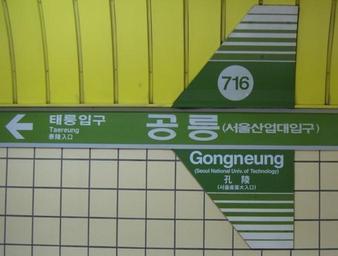 716
태릉입구
Taereung
泰陵入口
공릉(서울산업대입구)
Gongneung
(Seoul National Univ. of Technology)
孔 陵
(서울産業大入口)